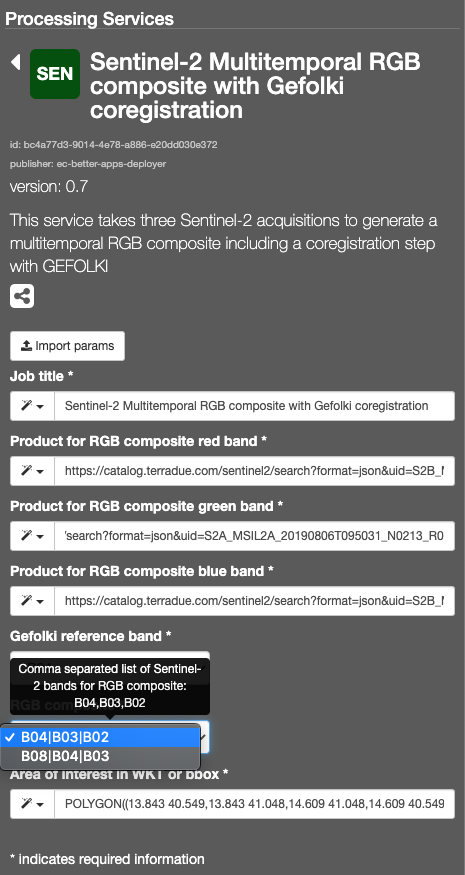 Processing Services
SEN
Sentinel-2 Multitemporal RGB
composite with Gefolki
coregistration
id: bc4a77d3-9014-4e78-a886-e20dd030e372
publisher: ec-better-apps-deployer
version: 0.7
This service takes three Sentinel-2 acquisitions to generate a
multitemporal RGB composite including a coregistration step
with GEFOLKI
Import params
Job title *
Sentinel-2 Multitemporal RGB composite with Gefolki coregistration
Product for RGB composite red band *
https://catalog.terradue.com/sentinel2/search?format=json&uid=S2B_M
Product for RGB composite green band *
'search?format=json&uid=S2A_MSIL2A_20190806T095031_N0213_R0
Product for RGB composite blue band *
https://catalog.terradue.com/sentinel2/search?format=json&uid=S2B_M
Gefolki reference band *
Comma separated list of Sentinel-
2 bands for RGB composite:
B04,B03,B02
B04|B03|B02
B08|B04|B03
Area of interest in WKT or bbox *
POLYGON((13.843 40.549,13.843 41.048,14.609 41.048,14.609 40.549
* indicates required information